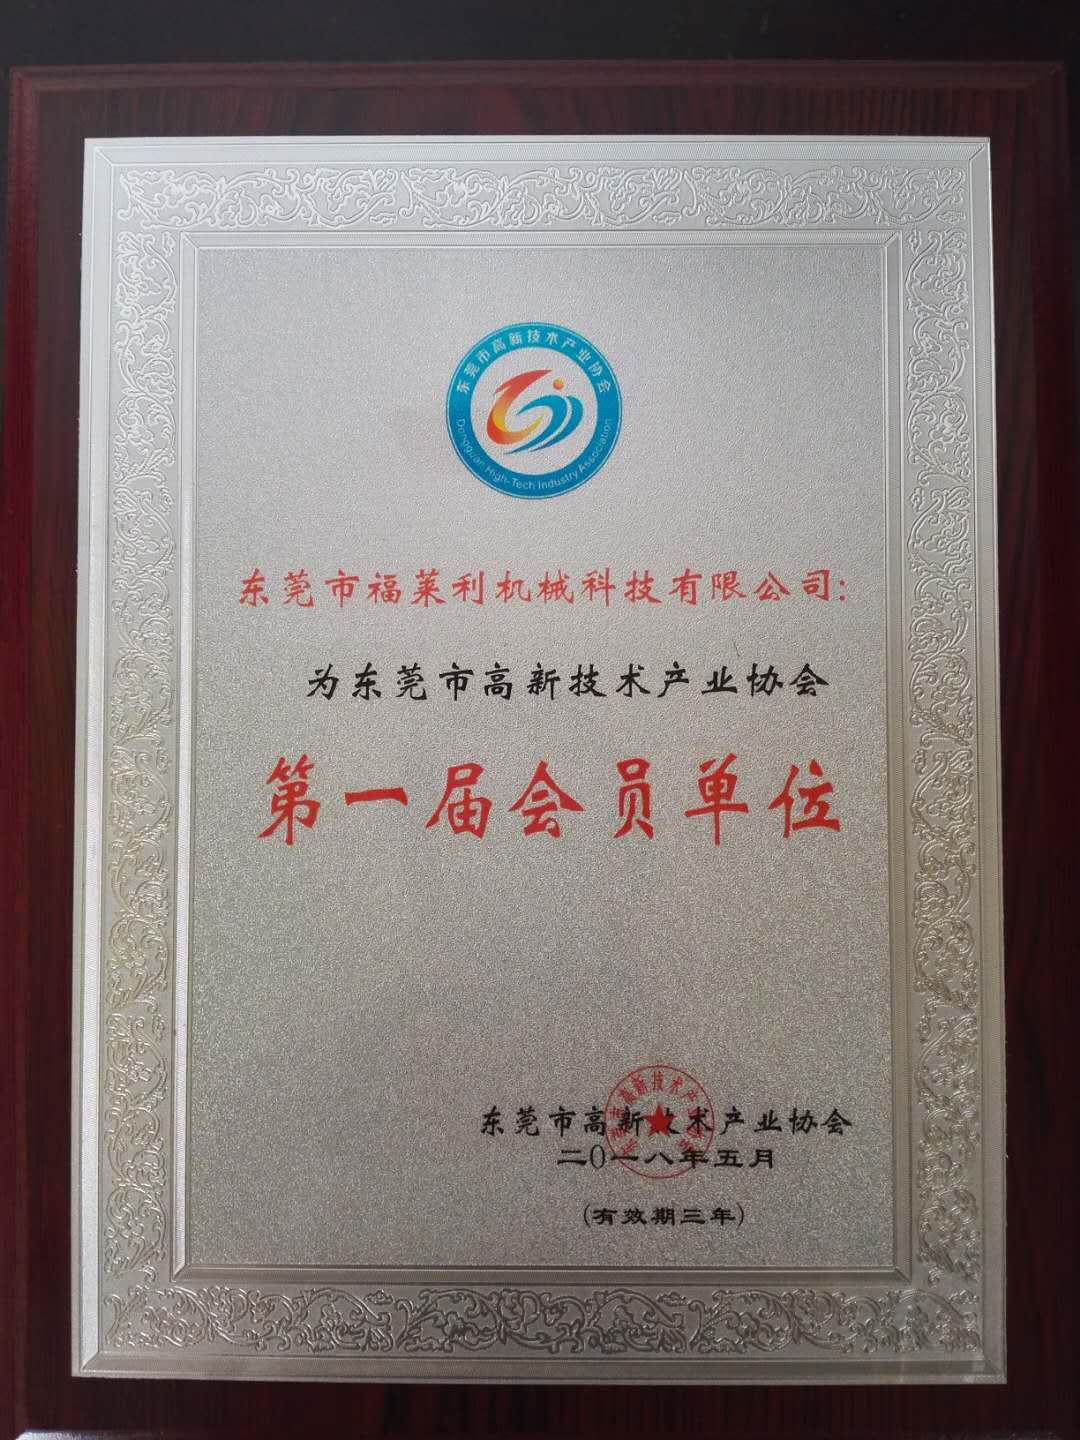 东莞市高新技术产业协会
Dongguan High-Tech Industry Association
东莞市福莱利机械科技有限公司:
为东莞市高新技术产业协会
第一届会员单位
东莞市高新技术产业协会
二0一八年五月
(有效期三年)